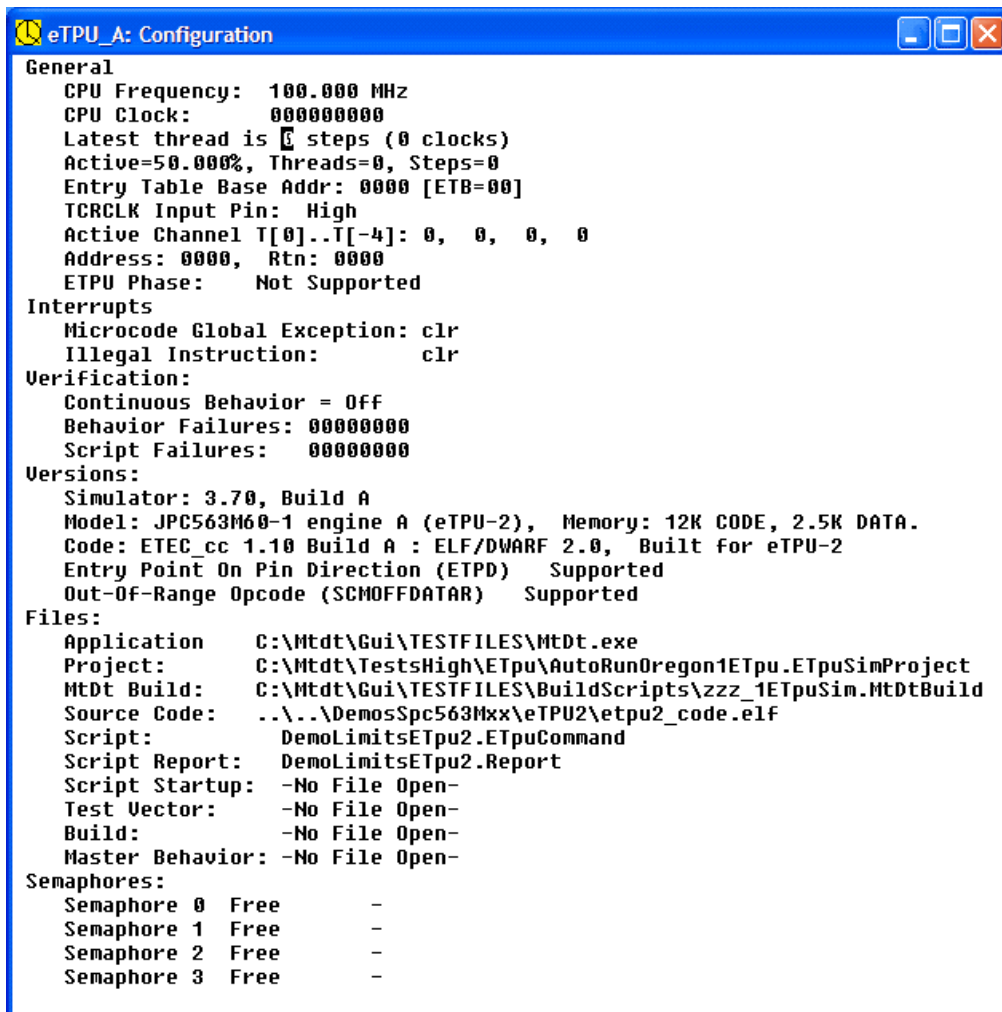 eTPU_A: Configuration
General
CPU Frequency: 100.000 MHz
CPU Clock: 000000000
Latest thread is 0 steps (0 clocks)
Active=50.000%, Threads=0, Steps=0
Entry Table Base Addr: 0000 [ETB=00]
TCRCLK Input Pin: High
Active Channel T[0]..T[-4]: 0, 0, 0, 0
Address: 0000, Rtn: 0000
ETPU Phase: Not Supported
Interrupts
Microcode Global Exception: clr
Illegal Instruction: clr
Verification:
Continuous Behavior = Off
Behavior Failures: 00000000
Script Failures: 00000000
Versions:
Simulator: 3.70, Build A
Model: JPC563M60-1 engine A (eTPU-2), Memory: 12K CODE, 2.5K DATA.
Code: ETEC_cc 1.10 Build A : ELF/DWARF 2.0, Built for eTPU-2
Entry Point On Pin Direction (ETPD) Supported
Out-Of-Range Opcode (SCMOFFDATAR) Supported
Files:
Application C:\Mtdt\Gui\TESTFILES\MtDt.exe
Project: C:\Mtdt\TestsHigh\ETpu\AutoRunOregon1ETpu.ETpuSimProject
MtDt Build: C:\Mtdt\Gui\TESTFILES\BuildScripts\zzz_1ETpuSim.MtDtBuild
Source Code: ..\..\DemosSpc563Mxx\eTPU2\etpu2_code.elf
Script: DemoLimitsETpu2.ETpuCommand
Script Report: DemoLimitsETpu2.Report
Script Startup: -No File Open-
Test Vector: -No File Open-
Build: -No File Open-
Master Behavior: -No File Open-
Semaphores:
Semaphore 0 Free -
Semaphore 1 Free -
Semaphore 2 Free -
Semaphore 3 Free -